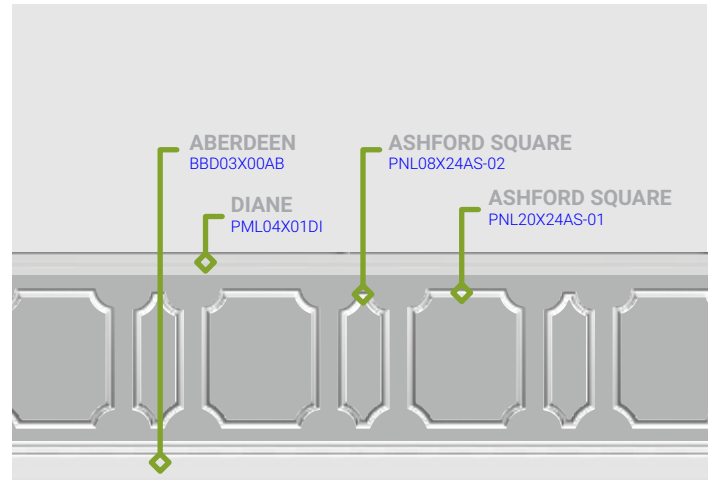 ABERDEEN
BBD03X00AB
ASHFORD SQUARE
PNL08X24AS-02
DIANE
PML04X01DI
ASHFORD SQUARE
PNL20X24AS-01